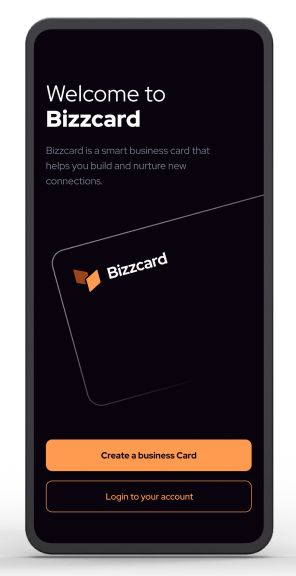 Welcome to
Bizzcard
Bizzcard is a smart business card that
helps you build and nurture new
connections.
Bizzcard
Create a business Card
Login to your account